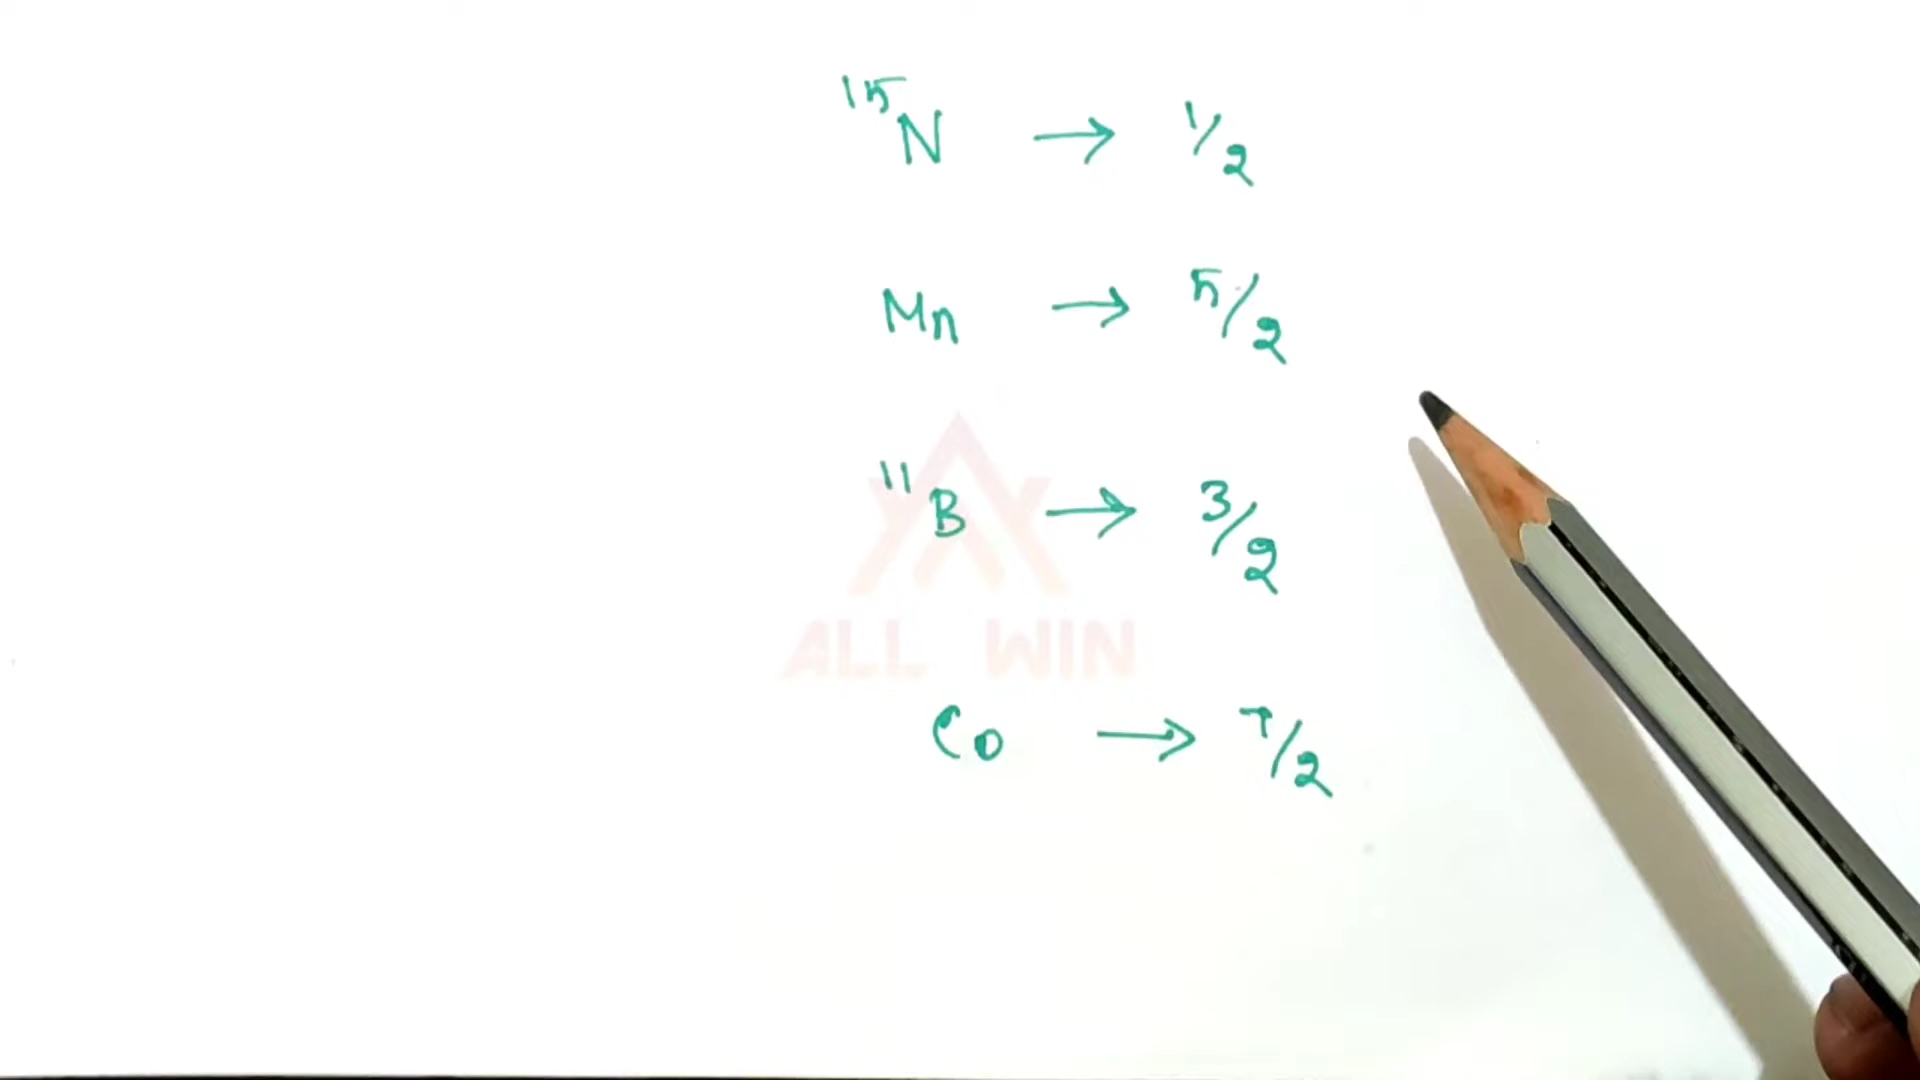 ¹⁵N → 1/2
Mn → 5/2
¹¹B → 3/2
ALL WIN
Co → 7/2